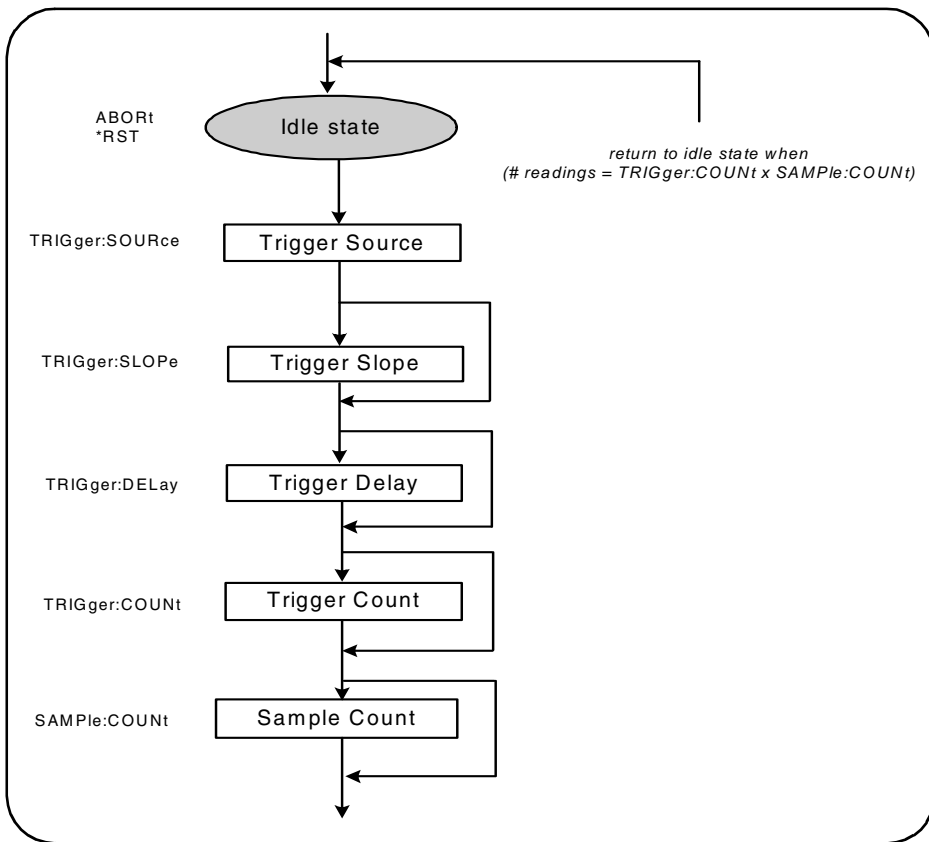 ABORt
*RST
Idle state
return to idle state when
(# readings = TRIGger:COUNt x SAMPle:COUNt)
TRIGger:SOURce
Trigger Source
TRIGger:SLOPe
Trigger Slope
TRIGger:DELay
Trigger Delay
TRIGger:COUNt
Trigger Count
SAMPle:COUNt
Sample Count